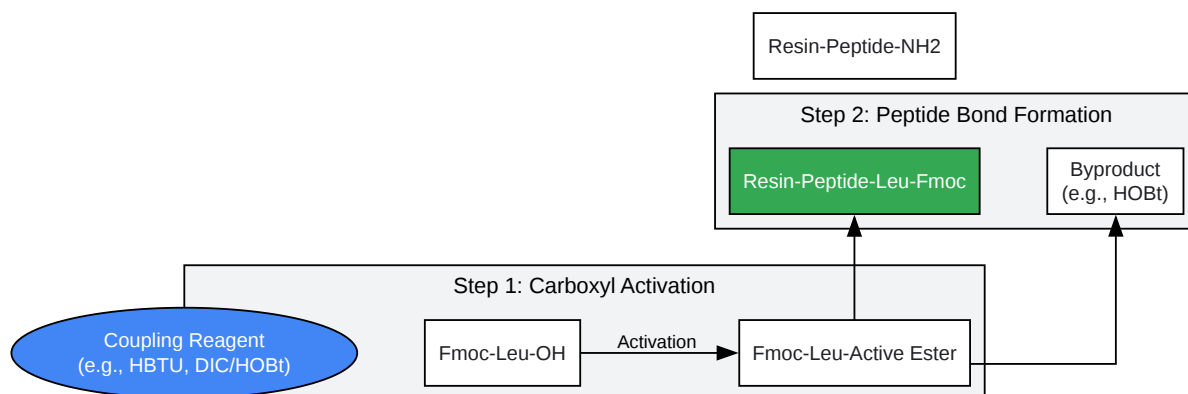 Resin-Peptide-NH2
Step 2: Peptide Bond Formation
Resin-Peptide-Leu-Fmoc
Byproduct
(e.g., HOBt)
Step 1: Carboxyl Activation
Coupling Reagent
(e.g., HBTU, DIC/HOBt)
Fmoc-Leu-OH
Activation
Fmoc-Leu-Active Ester